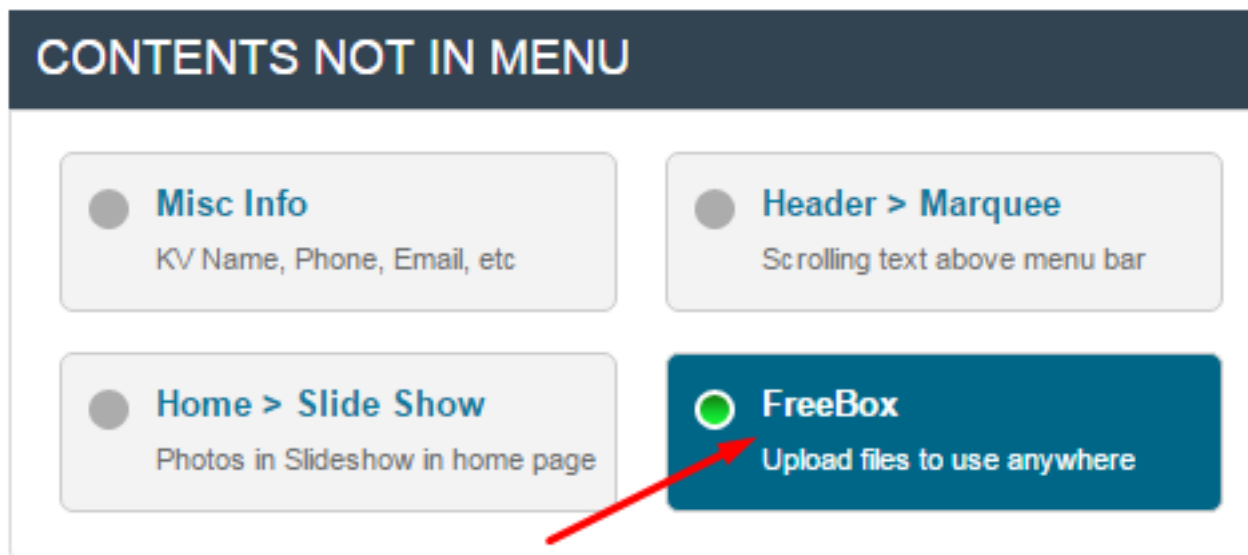 CONTENTS NOT IN MENU
Misc Info
KV Name, Phone, Email, etc
Header > Marquee
Scrolling text above menu bar
Home > Slide Show
Photos in Slideshow in home page
FreeBox
Upload files to use anywhere